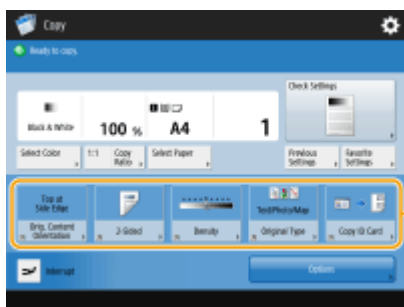 Copy
Ready to copy.
Check Settings
Black & White
100 %
A4
1
Select Color
1:1
Copy
Ratio
Select Paper
Previous
Settings
Favorite
Settings
Top at
Side Edge
Text/Photo/Map
Orig. Content
Orientation
2-Sided
Density
Original Type
Copy ID Card
Interrupt
Options